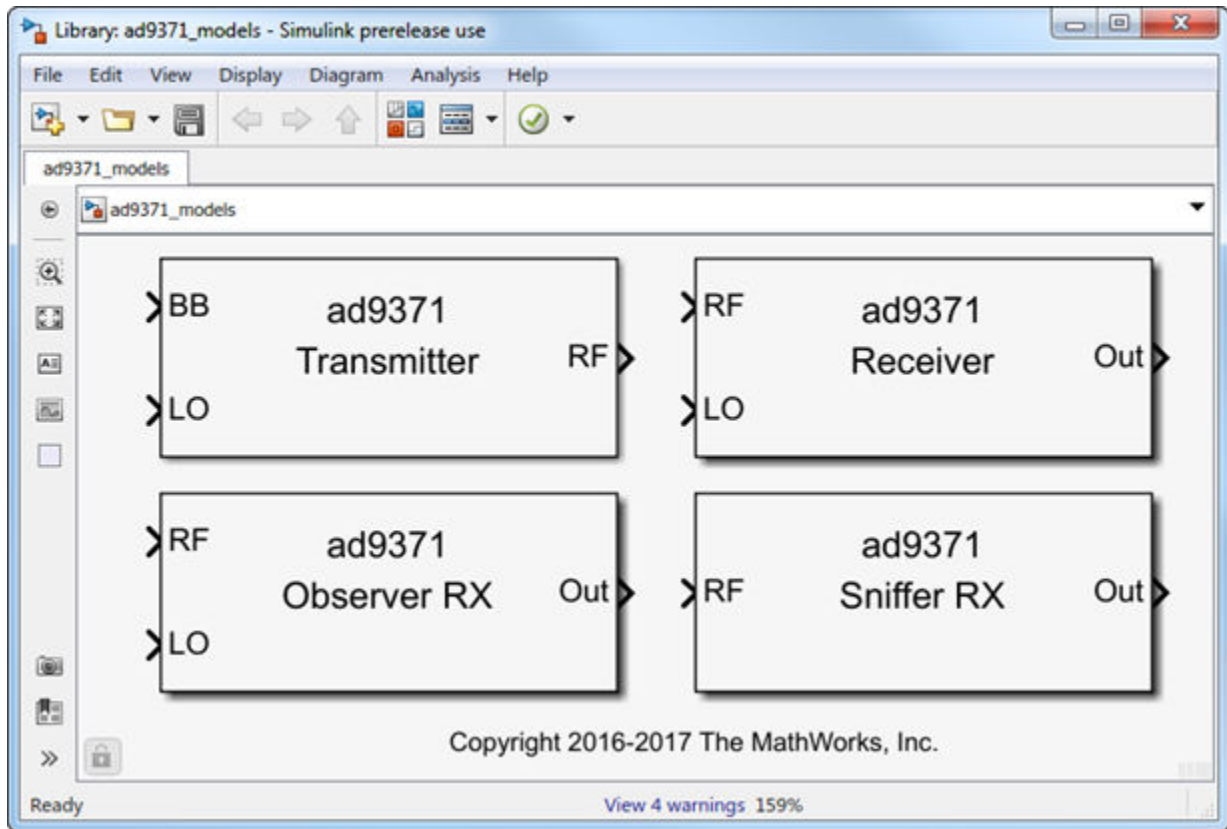 Library: ad9371_models - Simulink prerelease use
File Edit View Display Diagram Analysis Help
ad9371_models
ad9371_models
BB
LO
ad9371
Transmitter
RF
RF
LO
ad9371
Receiver
Out
RF
LO
ad9371
Observer RX
Out
RF
ad9371
Sniffer RX
Out
Copyright 2016-2017 The MathWorks, Inc.
Ready View 4 warnings 159%